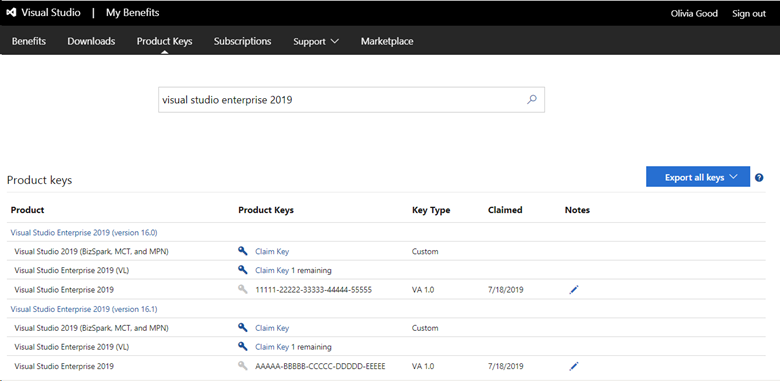 Visual Studio | My Benefits Olivia Good Sign out
Benefits Downloads Product Keys Subscriptions Support Marketplace
visual studio enterprise 2019
Product keys Export all keys ?
Product Product Keys Key Type Claimed Notes
Visual Studio Enterprise 2019 (version 16.0)
Visual Studio 2019 (BizSpark, MCT, and MPN) Claim Key Custom
Visual Studio Enterprise 2019 (VL) Claim Key 1 remaining
Visual Studio Enterprise 2019 11111-22222-33333-44444-55555 VA 1.0 7/18/2019
Visual Studio Enterprise 2019 (version 16.1)
Visual Studio 2019 (BizSpark, MCT, and MPN) Claim Key Custom
Visual Studio Enterprise 2019 (VL) Claim Key 1 remaining
Visual Studio Enterprise 2019 AAAAA-BBBBB-CCCCC-DDDDD-EEEEE VA 1.0 7/18/2019